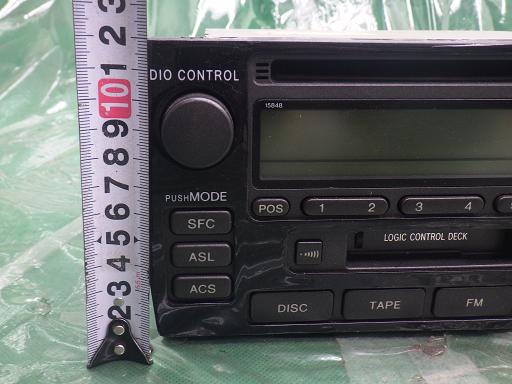 3
2
1
10
9
8
7
6
5
4
3
2
DIO CONTROL
15848
PUSH MODE
POS 1 2 3 4
SFC
LOGIC CONTROL DECK
ASL
ACS
DISC TAPE FM